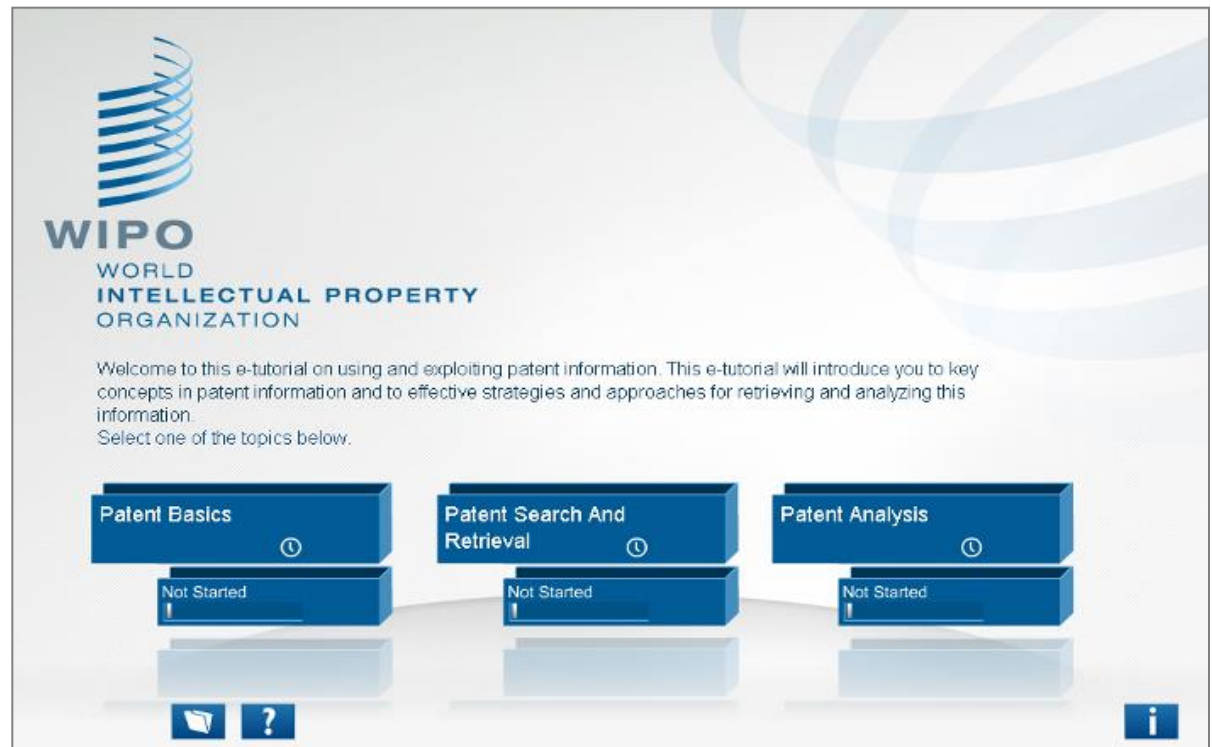 WIPO
WORLD
INTELLECTUAL PROPERTY
ORGANIZATION
Welcome to this e-tutorial on using and exploiting patent information. This e-tutorial will introduce you to key
concepts in patent information and to effective strategies and approaches for retrieving and analyzing this
information.
Select one of the topics below.
Patent Basics
Not Started
Patent Search And
Retrieval
Not Started
Patent Analysis
Not Started
?
i